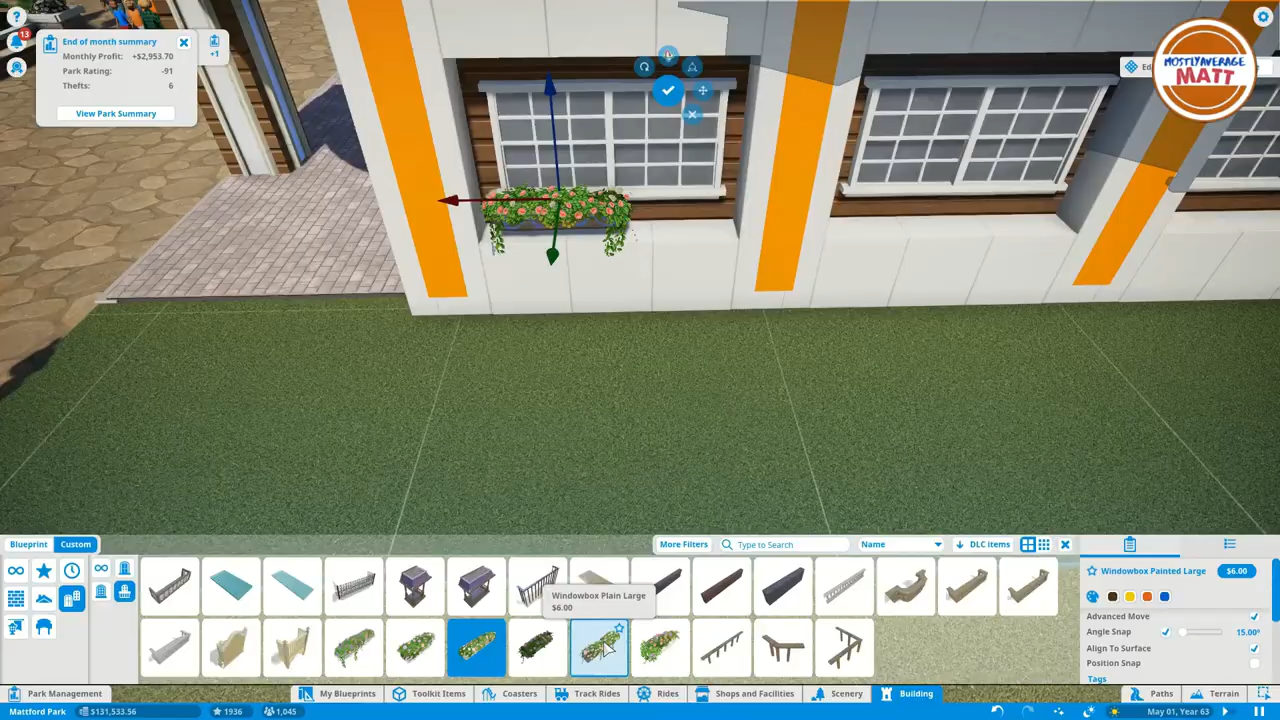 ?
13
End of month summary
Monthly Profit: +$2,953.70
Park Rating: -91
Thefts: 6
View Park Summary
+1
MOSTLY AVERAGE
MATT
Blueprint Custom
More Filters Type to Search Name DLC items
Windowbox Plain Large
$6.00
Windowbox Painted Large $6.00
Advanced Move
Angle Snap 15.00°
Align To Surface
Position Snap
Tags
Park Management My Blueprints Toolkit Items Coasters Track Rides Rides Shops and Facilities Scenery Building Paths Terrain
Mattford Park $131,533.56 1936 1,045 May 01, Year 63